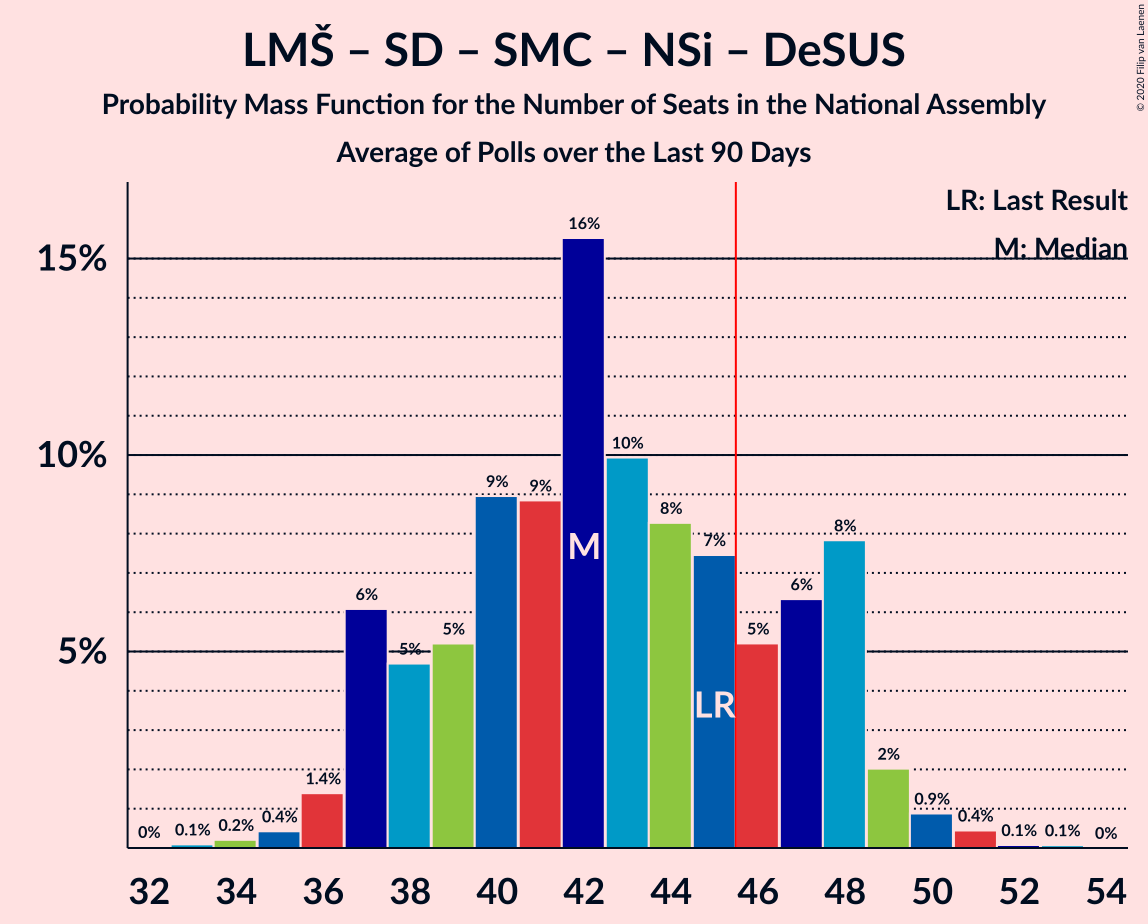 LMŠ – SD – SMC – NSi – DeSUS
Probability Mass Function for the Number of Seats in the National Assembly
Average of Polls over the Last 90 Days
© 2020 Filip van Laenen
LR: Last Result
M: Median
15%
10%
5%
0%
0.1%
0.2%
0.4%
1.4%
6%
5%
5%
9%
9%
16%
10%
8%
7%
5%
6%
8%
2%
0.9%
0.4%
0.1%
0.1%
0%
M
LR
32 34 36 38 40 42 44 46 48 50 52 54